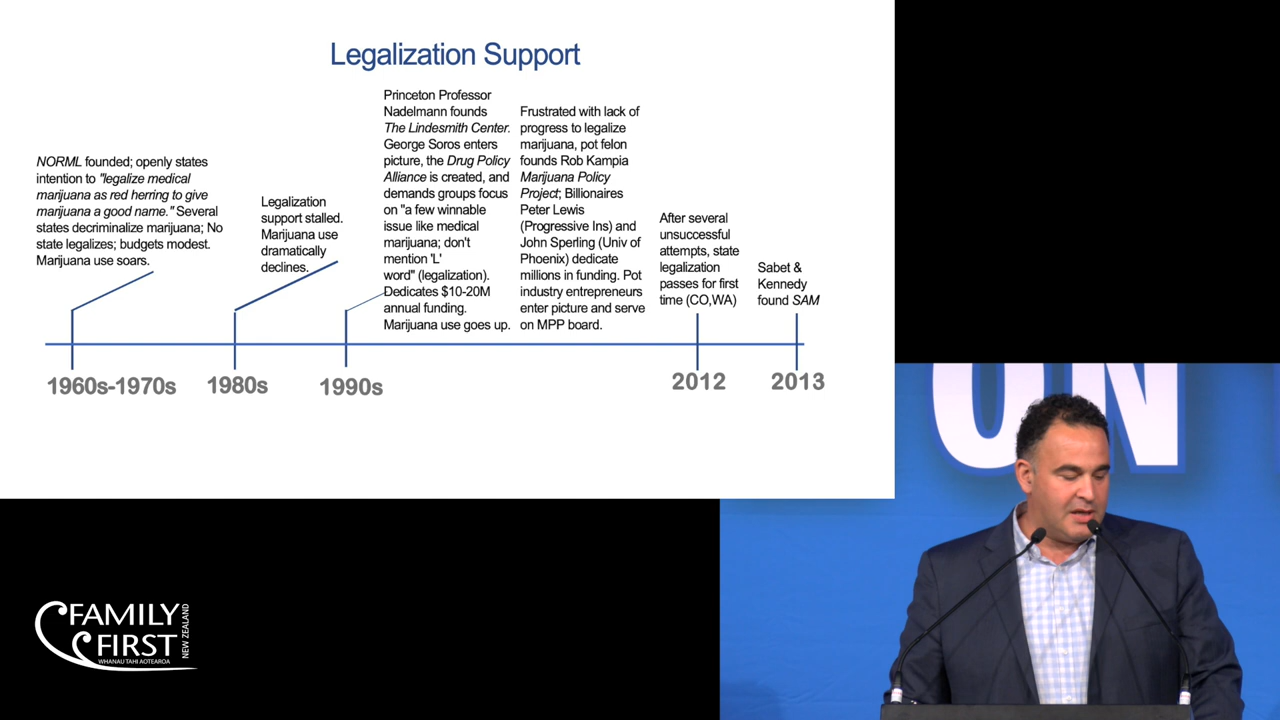 Legalization Support
NORML founded; openly states
intention to "legalize medical
marijuana as red herring to give
marijuana a good name." Several
states decriminalize marijuana; No
state legalizes; budgets modest.
Marijuana use soars.
Legalization
support stalled.
Marijuana use
dramatically
declines.
Princeton Professor
Nadelmann founds
The Lindesmith Center.
George Soros enters
picture, the Drug Policy
Alliance is created, and
demands groups focus
on "a few winnable
issue like medical
marijuana; don't
mention 'L'
word" (legalization).
Dedicates $10-20M
annual funding.
Marijuana use goes up.
Frustrated with lack of
progress to legalize
marijuana, pot felon
founds Rob Kampia
Marijuana Policy
Project; Billionaires
Peter Lewis
(Progressive Ins) and
John Sperling (Univ of
Phoenix) dedicate
millions in funding. Pot
industry entrepreneurs
enter picture and serve
on MPP board.
After several
unsuccessful
attempts, state
legalization
passes for first
time (CO,WA)
Sabet &
Kennedy
found SAM
1960s-1970s
1980s
1990s
2012
2013
ON
FAMILY
FIRST
NEW ZEALAND
WHANAU TAHI AOTEAROA